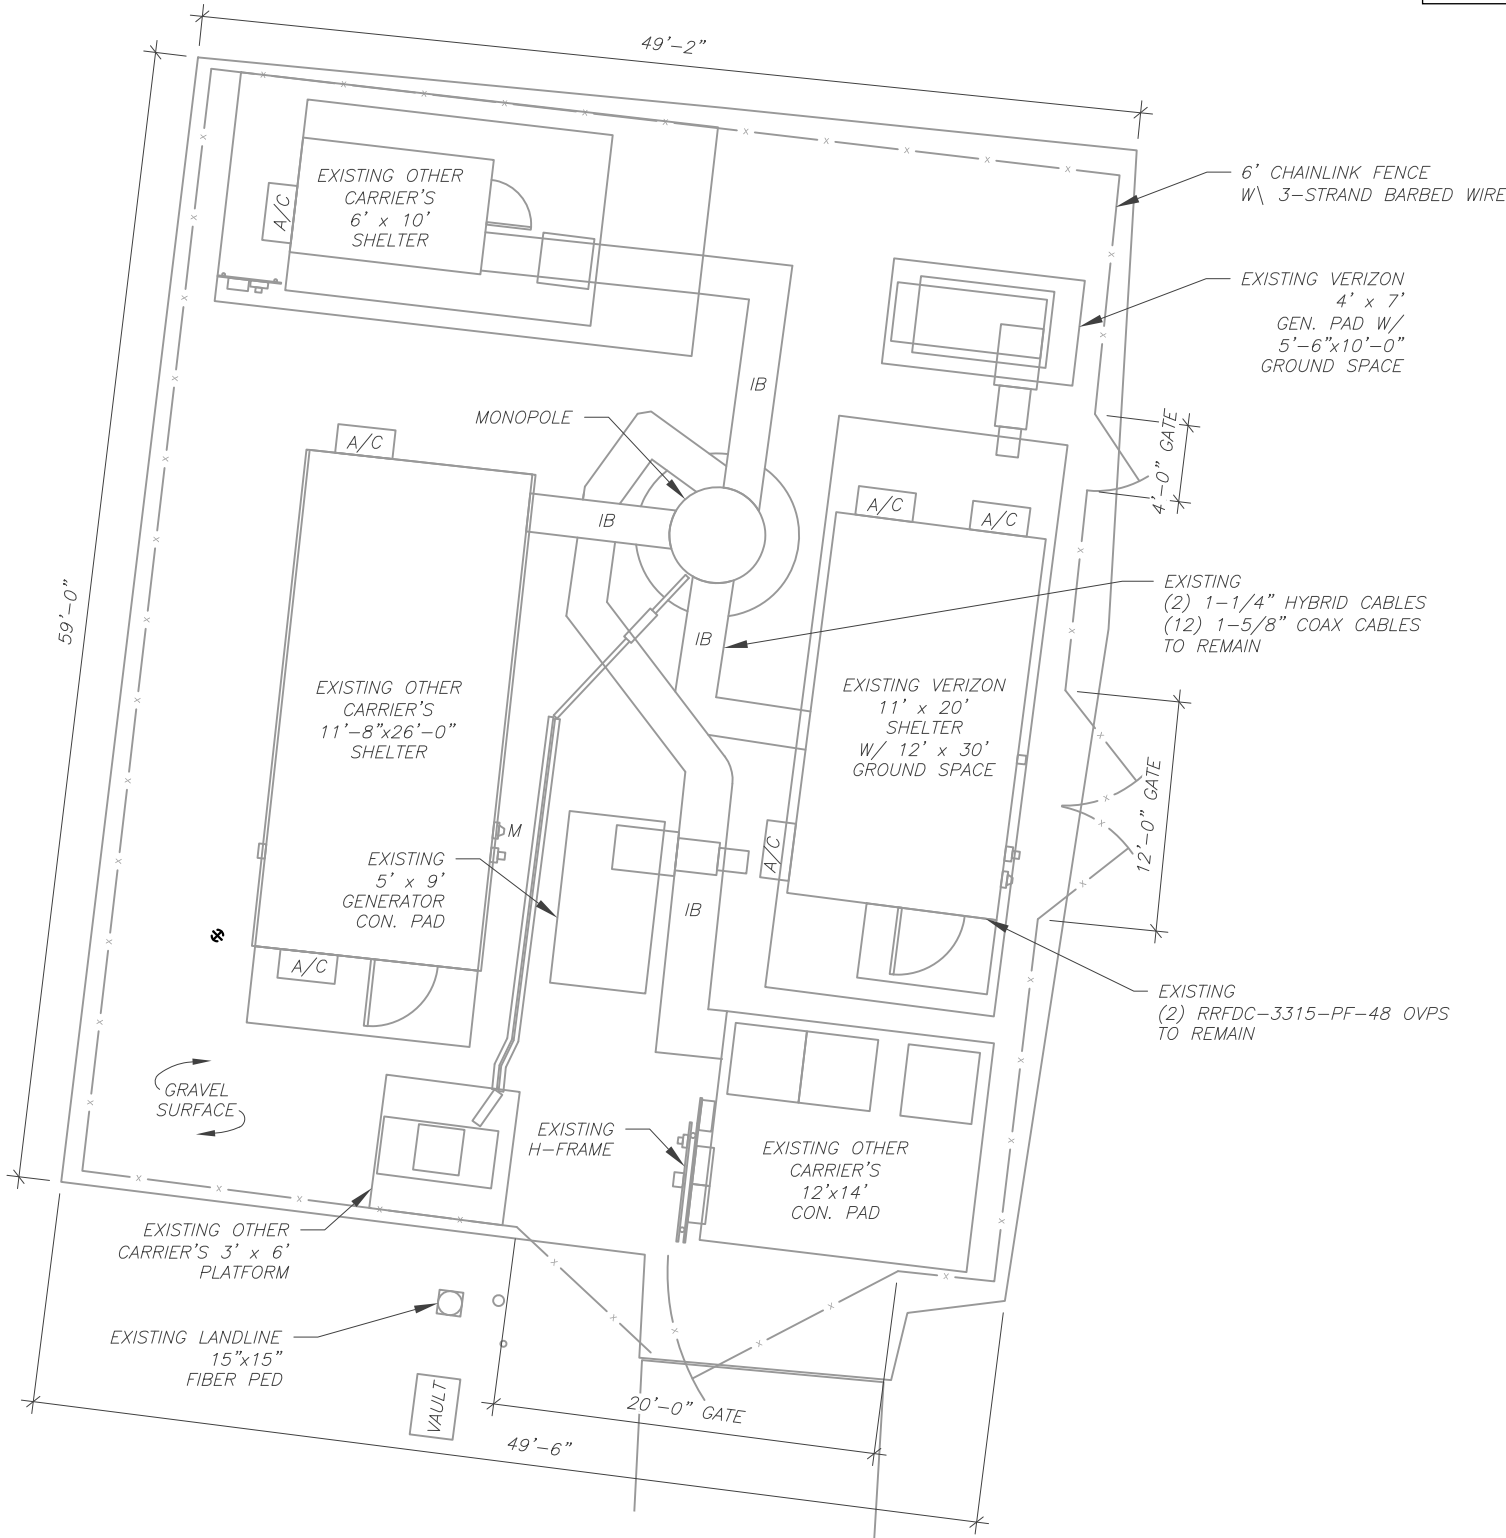 49'-2"
6' CHAINLINK FENCE
W\ 3-STRAND BARBED WIRE
EXISTING OTHER
CARRIER'S
6' x 10'
SHELTER
A/C
EXISTING VERIZON
4' x 7'
GEN. PAD W/
5'-6"x10'-0"
GROUND SPACE
IB
MONOPOLE
4'-0" GATE
A/C
IB
A/C
A/C
59'-0"
EXISTING
(2) 1-1/4" HYBRID CABLES
(12) 1-5/8" COAX CABLES
TO REMAIN
IB
EXISTING OTHER
CARRIER'S
11'-8"x26'-0"
SHELTER
EXISTING VERIZON
11' x 20'
SHELTER
W/ 12' x 30'
GROUND SPACE
12'-0" GATE
M
A/C
EXISTING
5' x 9'
GENERATOR
CON. PAD
IB
A/C
EXISTING
(2) RRFDC-3315-PF-48 OVPS
TO REMAIN
GRAVEL
SURFACE
EXISTING
H-FRAME
EXISTING OTHER
CARRIER'S
12'x14'
CON. PAD
EXISTING OTHER
CARRIER'S 3' x 6'
PLATFORM
EXISTING LANDLINE
15"x15"
FIBER PED
VAULT
20'-0" GATE
49'-6"